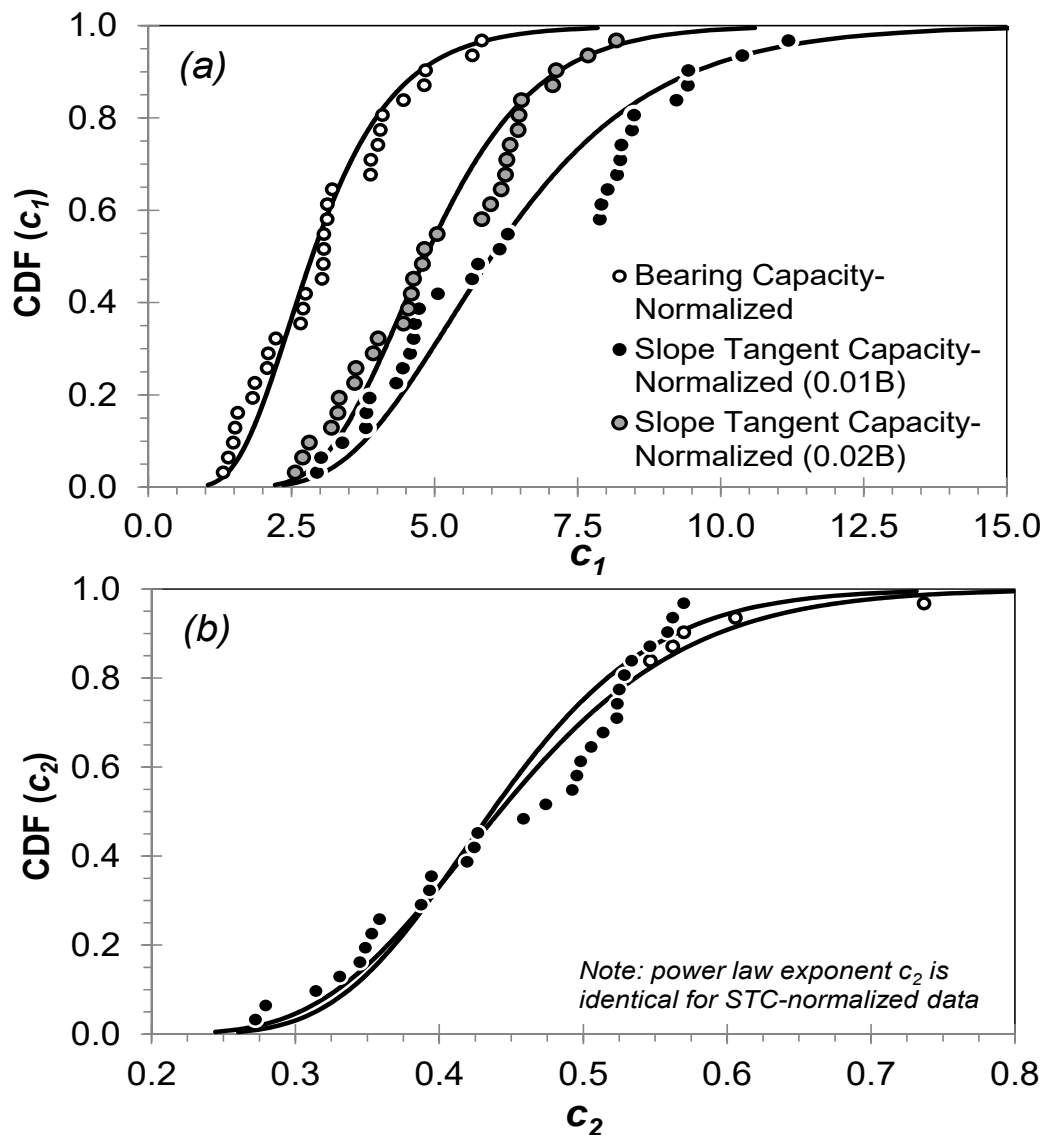 1.0
(a)
0.8
0.6
CDF (c1)
0.4
0.2
0.0
Bearing Capacity-
Normalized
Slope Tangent Capacity-
Normalized (0.01B)
Slope Tangent Capacity-
Normalized (0.02B)
0.0 2.5 5.0 7.5 10.0 12.5 15.0
c1
1.0
(b)
0.8
0.6
CDF (c2)
0.4
0.2
0.0
Note: power law exponent c2 is
identical for STC-normalized data
0.2 0.3 0.4 0.5 0.6 0.7 0.8
c2